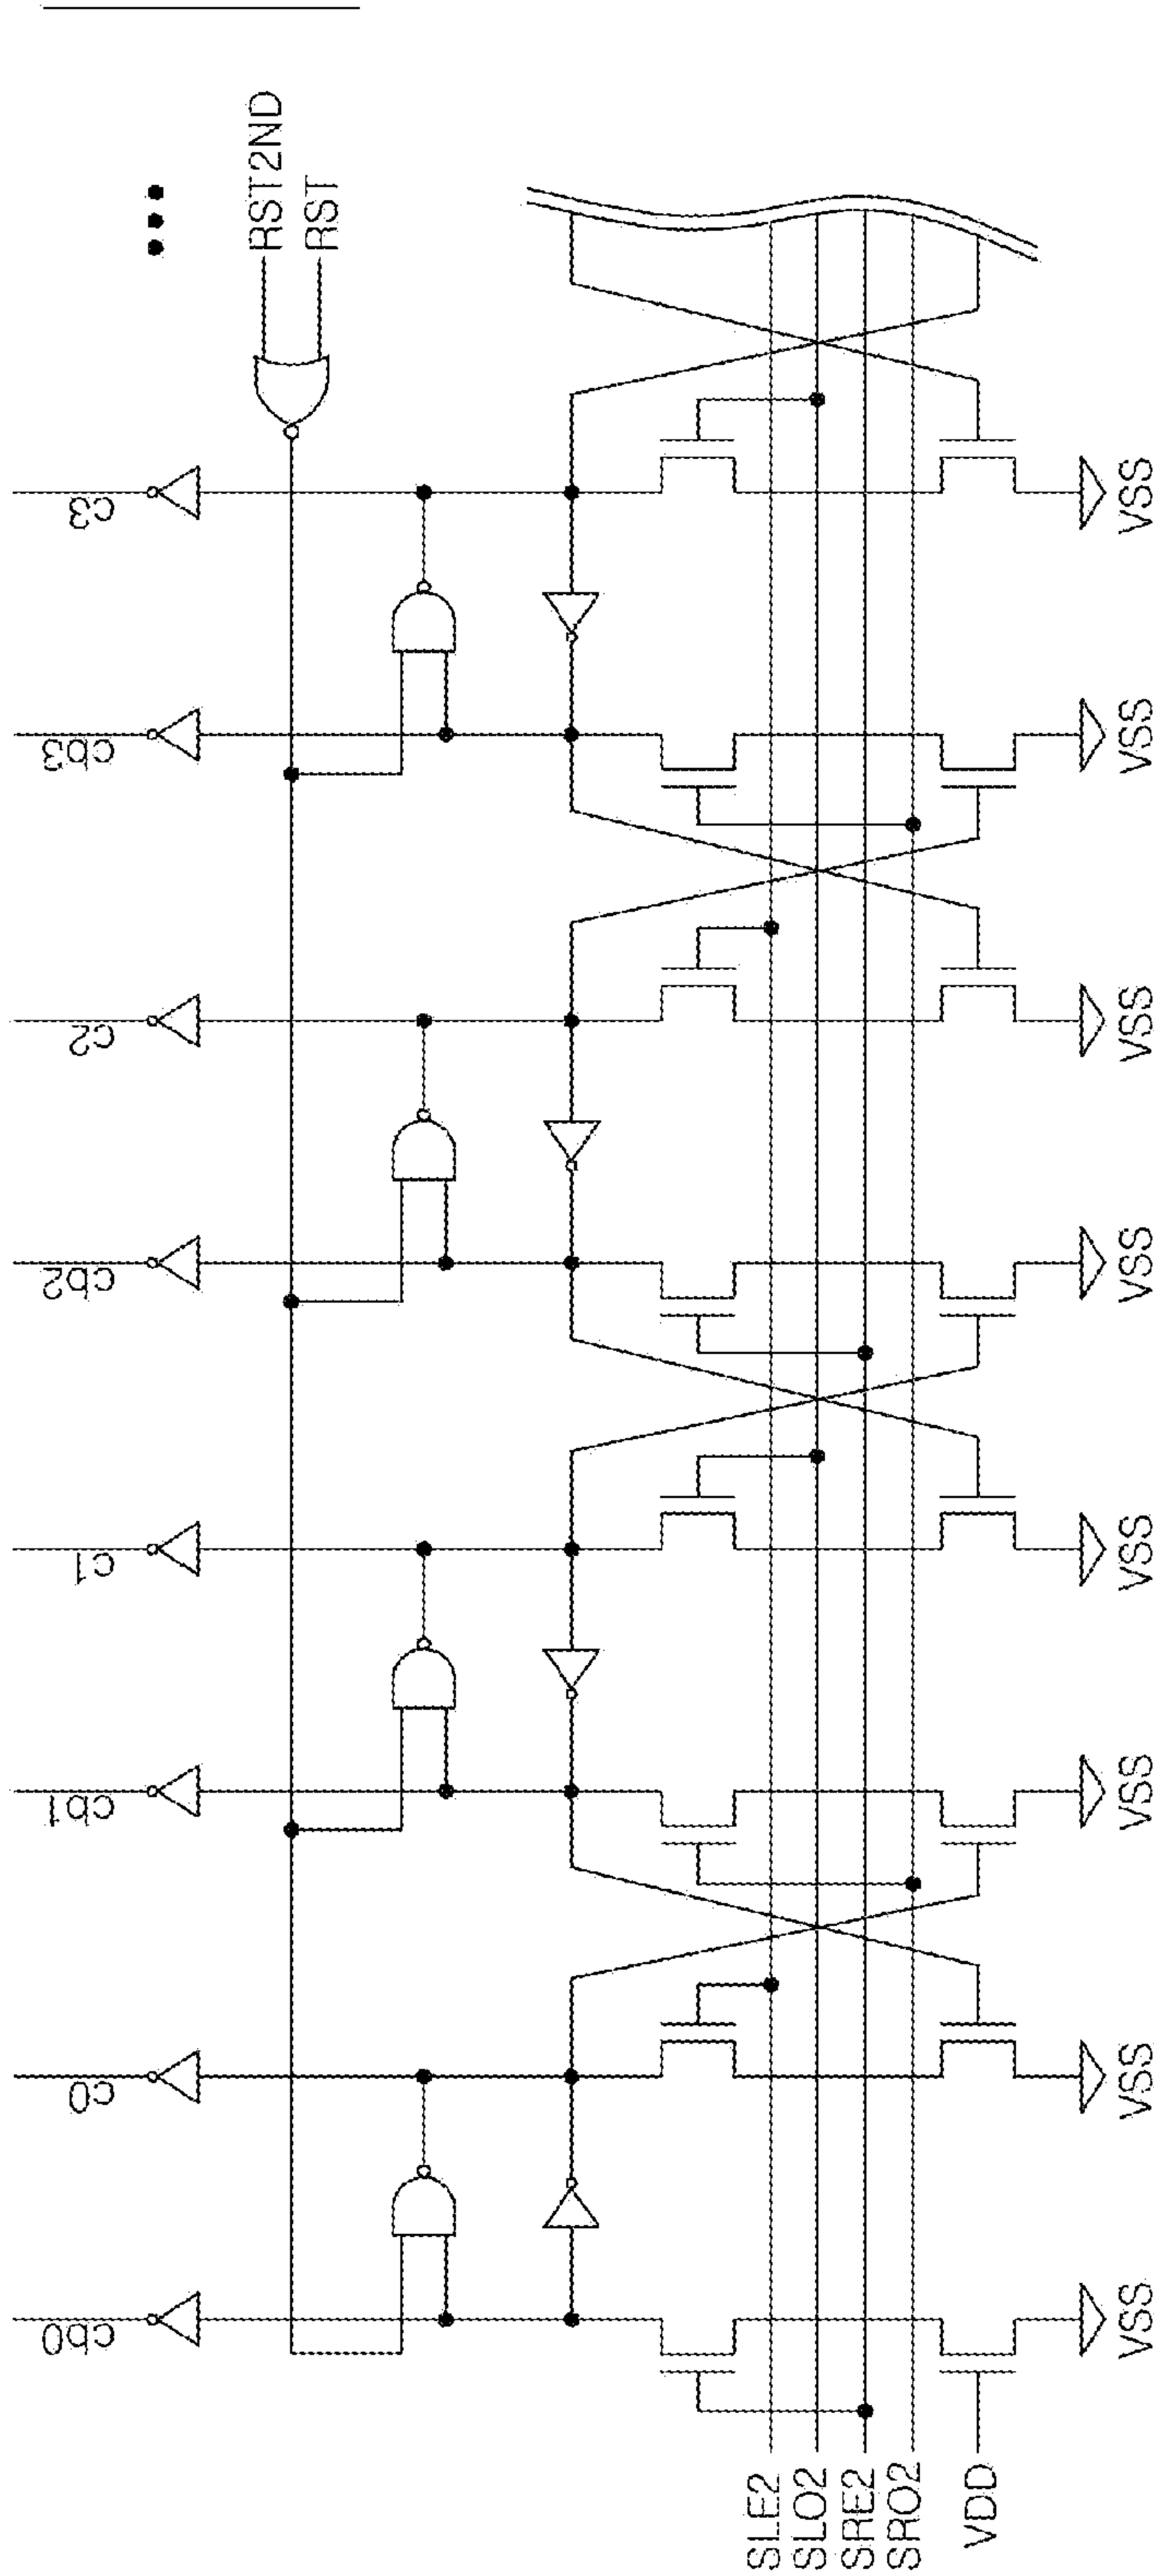 RST2ND
RST
c3
cb3
c2
cb2
c1
cb1
c0
cb0
VSS
VSS
VSS
VSS
VSS
VSS
VSS
VSS
SLE2
SLO2
SRE2
SRO2
VDD